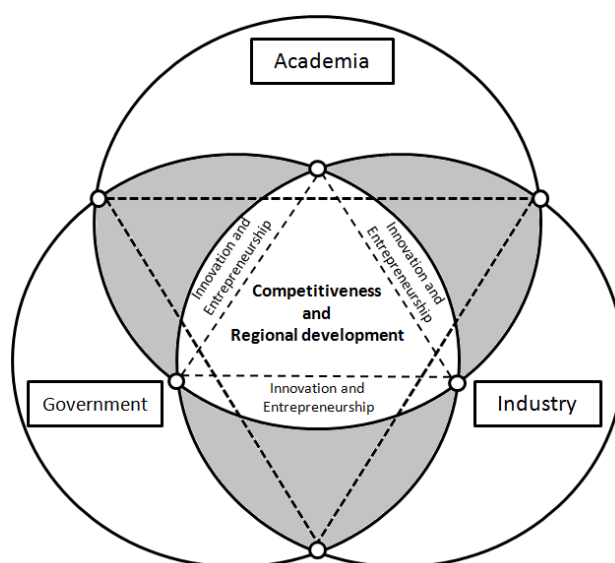 Academia
Innovation and
Entrepreneurship
Innovation and
Entrepreneurship
Competitiveness
and
Regional development
Government
Innovation and
Entrepreneurship
Industry